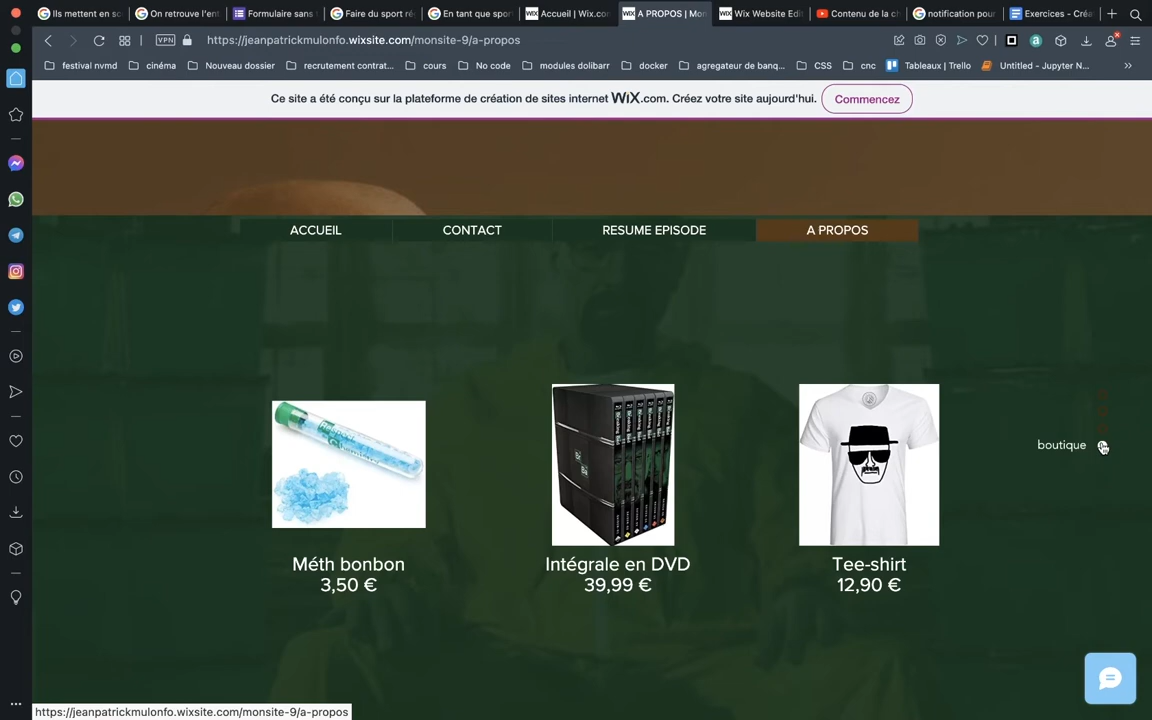 Ils mettent en sc
On retrouve l'ent
Formulaire sans
Faire du sport ré
En tant que spor
Accueil | Wix.co
A PROPOS | Mon
Wix Website Edi
Contenu de la ch
notification pour
Exercices - Créa
VPN
https://jeanpatrickmulonfo.wixsite.com/monsite-9/a-propos
festival nvmd
cinéma
Nouveau dossier
recrutement contrat...
cours
No code
modules dolibarr
docker
agregateur de banq...
CSS
cnc
Tableaux | Trello
Untitled - Jupyter N...
Ce site a été conçu sur la plateforme de création de sites internet WIX.com. Créez votre site aujourd'hui.
Commencez
ACCUEIL
CONTACT
RESUME EPISODE
A PROPOS
boutique
Méth bonbon
3,50 €
Intégrale en DVD
39,99 €
Tee-shirt
12,90 €
https://jeanpatrickmulonfo.wixsite.com/monsite-9/a-propos